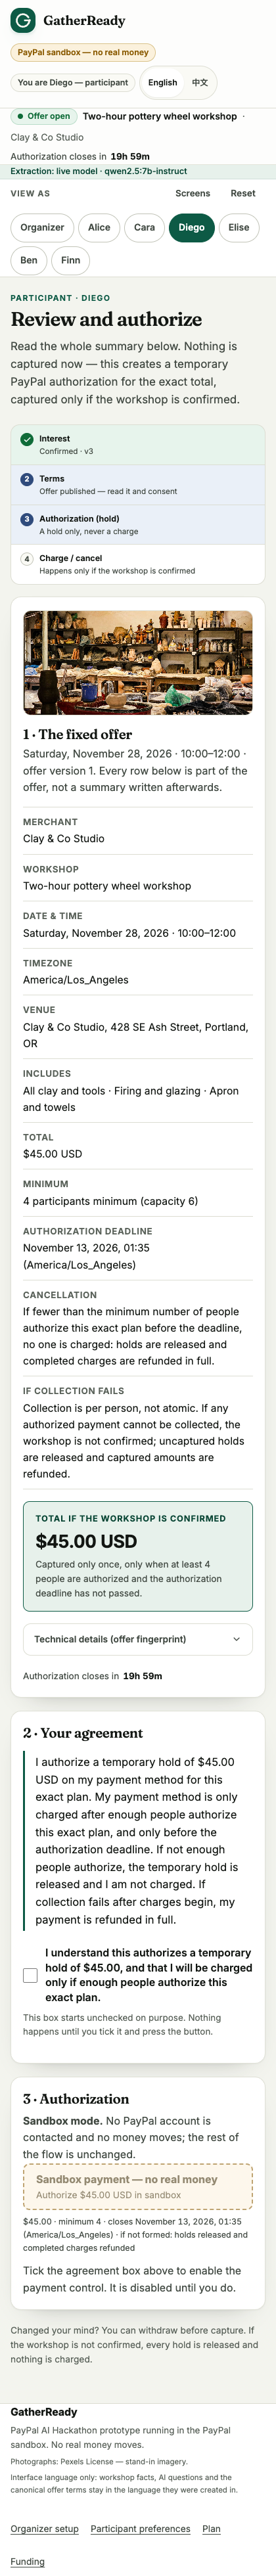 GatherReady
PayPal sandbox — no real money
You are Diego — participant
English
中文
Offer open
Two-hour pottery wheel workshop ·
Clay & Co Studio
Authorization closes in 19h 59m
Extraction: live model · qwen2.5:7b-instruct
VIEW AS
Screens
Reset
Organizer
Alice
Cara
Diego
Elise
Ben
Finn
PARTICIPANT · DIEGO
Review and authorize
Read the whole summary below. Nothing is
captured now — this creates a temporary
PayPal authorization for the exact total,
captured only if the workshop is confirmed.
Interest
Confirmed · v3
2
Terms
Offer published — read it and consent
3
Authorization (hold)
A hold only, never a charge
4
Charge / cancel
Happens only if the workshop is confirmed
1 · The fixed offer
Saturday, November 28, 2026 · 10:00–12:00 ·
offer version 1. Every row below is part of the
offer, not a summary written afterwards.
MERCHANT
Clay & Co Studio
WORKSHOP
Two-hour pottery wheel workshop
DATE & TIME
Saturday, November 28, 2026 · 10:00–12:00
TIMEZONE
America/Los_Angeles
VENUE
Clay & Co Studio, 428 SE Ash Street, Portland,
OR
INCLUDES
All clay and tools · Firing and glazing · Apron
and towels
TOTAL
$45.00 USD
MINIMUM
4 participants minimum (capacity 6)
AUTHORIZATION DEADLINE
November 13, 2026, 01:35
(America/Los_Angeles)
CANCELLATION
If fewer than the minimum number of people
authorize this exact plan before the deadline,
no one is charged: holds are released and
completed charges are refunded in full.
IF COLLECTION FAILS
Collection is per person, not atomic. If any
authorized payment cannot be collected, the
workshop is not confirmed; uncaptured holds
are released and captured amounts are
refunded.
TOTAL IF THE WORKSHOP IS CONFIRMED
$45.00 USD
Captured only once, only when at least 4
people are authorized and the authorization
deadline has not passed.
Technical details (offer fingerprint)
Authorization closes in 19h 59m
2 · Your agreement
I authorize a temporary hold of $45.00
USD on my payment method for this
exact plan. My payment method is only
charged after enough people authorize
this exact plan, and only before the
authorization deadline. If not enough
people authorize, the temporary hold is
released and I am not charged. If
collection fails after charges begin, my
payment is refunded in full.
I understand this authorizes a temporary
hold of $45.00, and that I will be charged
only if enough people authorize this
exact plan.
This box starts unchecked on purpose. Nothing
happens until you tick it and press the button.
3 · Authorization
Sandbox mode. No PayPal account is
contacted and no money moves; the rest of
the flow is unchanged.
Sandbox payment — no real money
Authorize $45.00 USD in sandbox
$45.00 · minimum 4 · closes November 13, 2026, 01:35
(America/Los_Angeles) · if not formed: holds released and
completed charges refunded
Tick the agreement box above to enable the
payment control. It is disabled until you do.
Changed your mind? You can withdraw before capture. If
the workshop is not confirmed, every hold is released and
nothing is charged.
GatherReady
PayPal AI Hackathon prototype running in the PayPal
sandbox. No real money moves.
Photographs: Pexels License — stand-in imagery.
Interface language only: workshop facts, AI questions and the
canonical offer terms stay in the language they were created in.
Organizer setup
Participant preferences
Plan
Funding